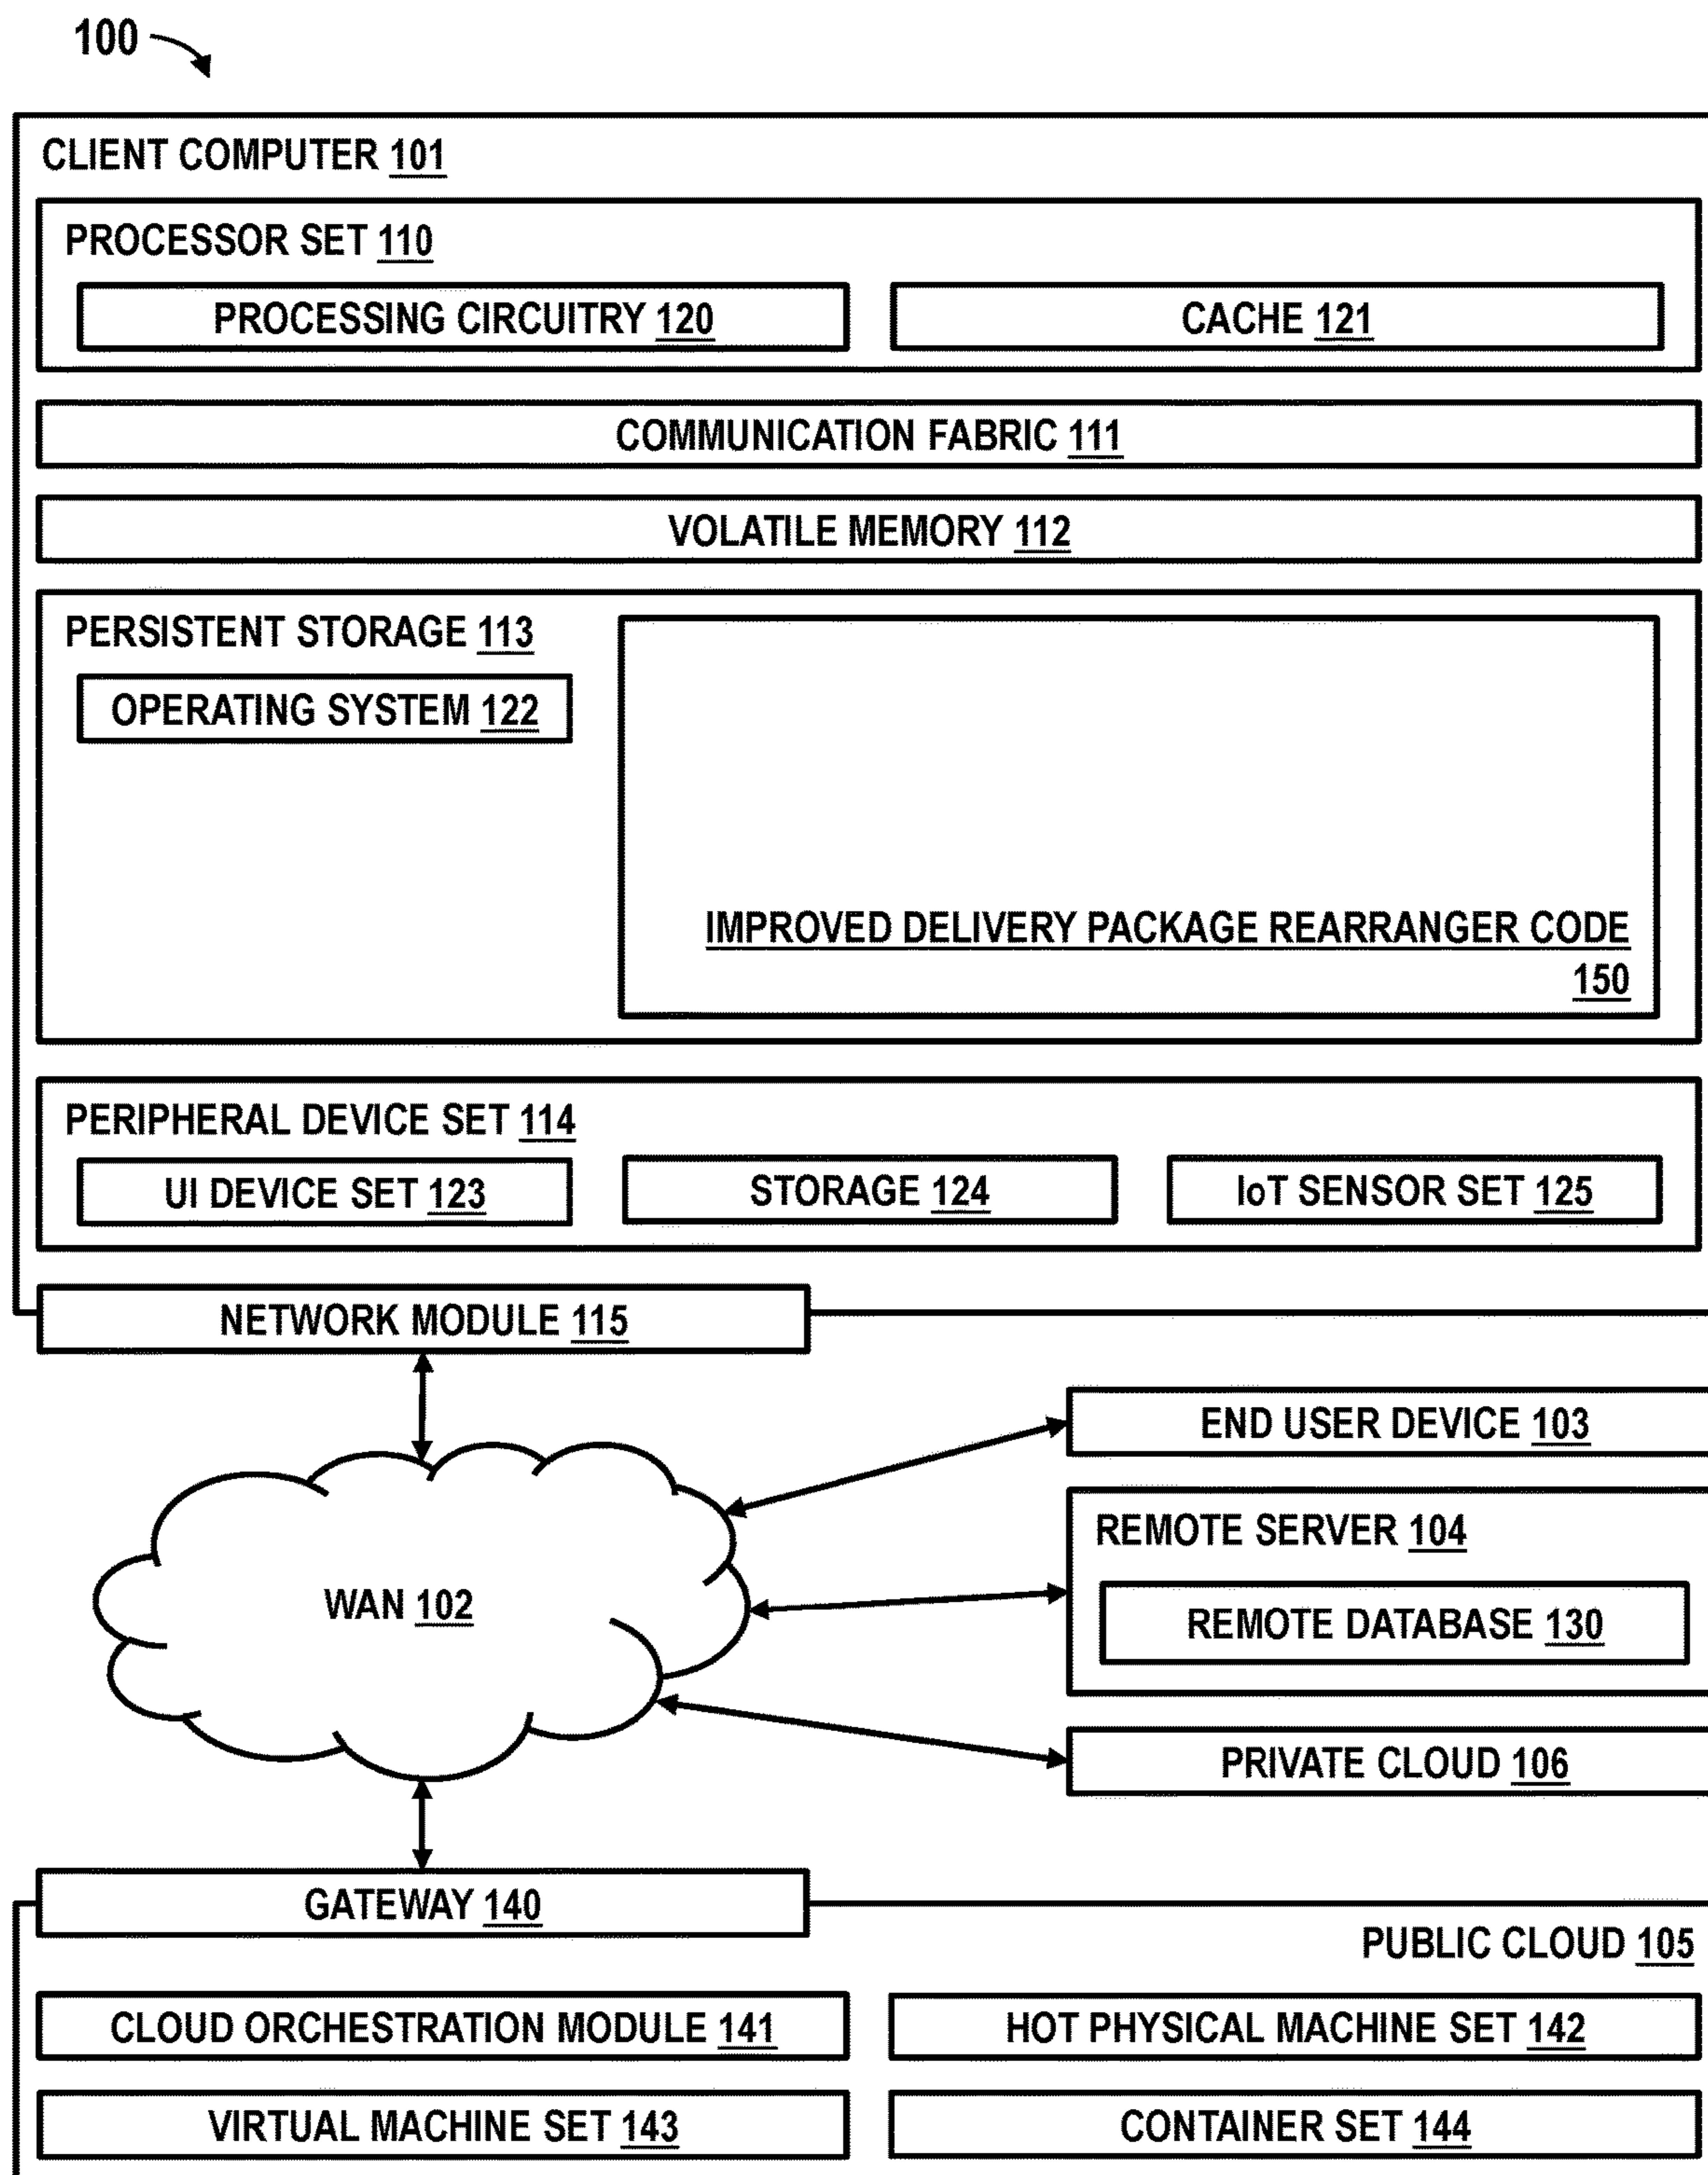 100
CLIENT COMPUTER 101
PROCESSOR SET 110
PROCESSING CIRCUITRY 120
CACHE 121
COMMUNICATION FABRIC 111
VOLATILE MEMORY 112
PERSISTENT STORAGE 113
OPERATING SYSTEM 122
IMPROVED DELIVERY PACKAGE REARRANGER CODE
150
PERIPHERAL DEVICE SET 114
UI DEVICE SET 123
STORAGE 124
IoT SENSOR SET 125
NETWORK MODULE 115
END USER DEVICE 103
REMOTE SERVER 104
WAN 102
REMOTE DATABASE 130
PRIVATE CLOUD 106
GATEWAY 140
PUBLIC CLOUD 105
CLOUD ORCHESTRATION MODULE 141
HOT PHYSICAL MACHINE SET 142
VIRTUAL MACHINE SET 143
CONTAINER SET 144